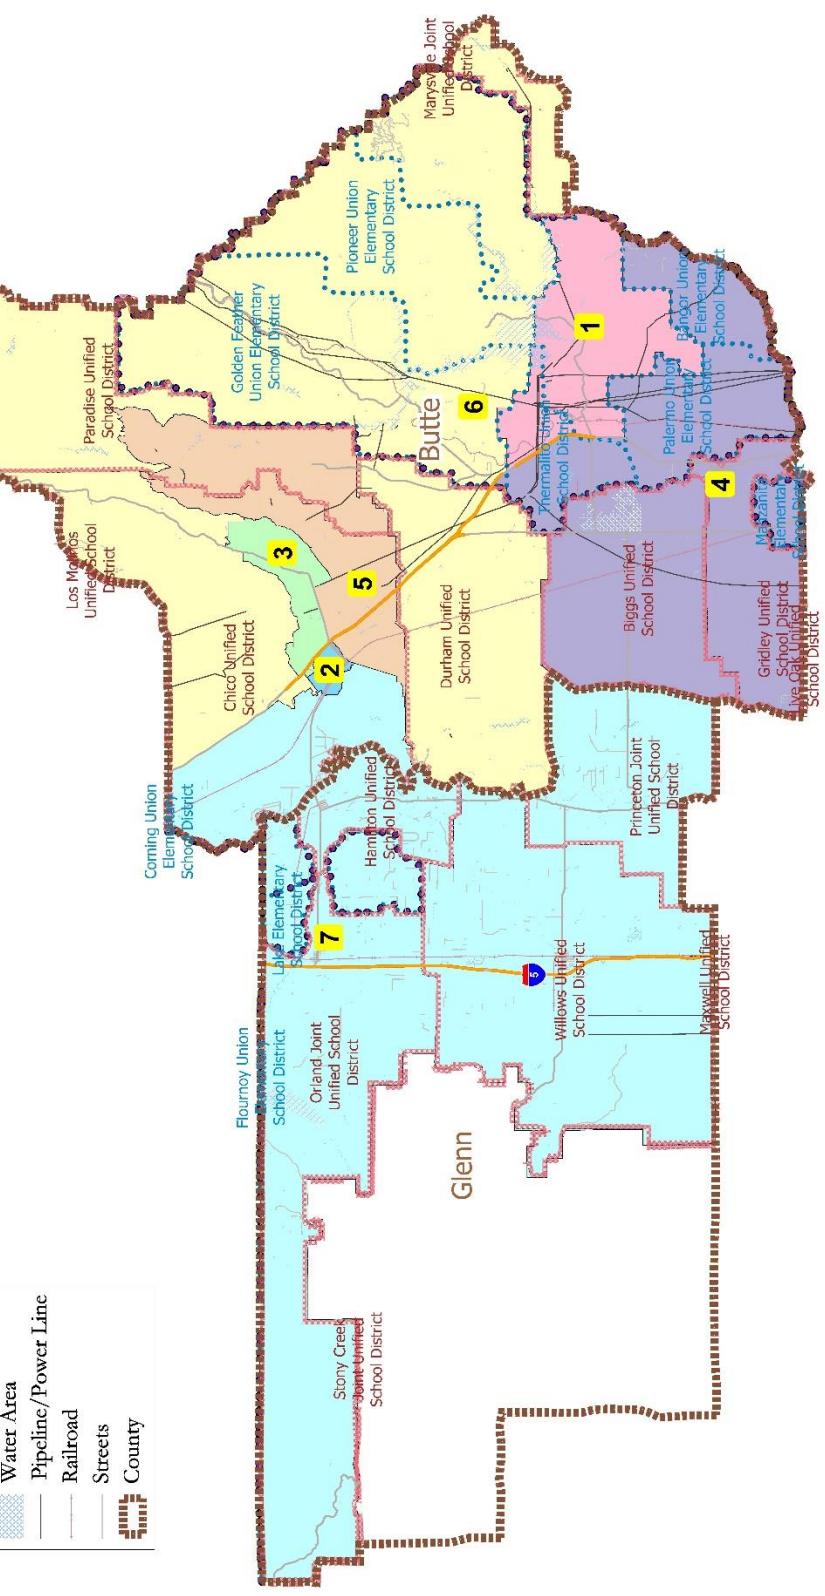 Water Area
Pipeline/Power Line
Railroad
Streets
County
Marysville Joint
Unified School
District
Pioneer Union
Elementary
School District
Golden Feather
Union Elementary
School District
Paradise Unified
School District
Los Molinos
Unified School
District
Butte
6
1
Bangor Union
Elementary
School District
Palermo Union
Elementary
School District
Thermalito Union
School District
4
Manzanita
Elementary
School District
3
5
2
Chico Unified
School District
Durham Unified
School District
Biggs Unified
School District
Gridley Unified
School District
Live Oak Unified
School District
Corning Union
Elementary
School District
Hamilton Unified
School District
Princeton Joint
Unified School
District
Lake Elementary
School District
7
5
Willows Unified
School District
Maxwell Unified
School District
Flournoy Union
Elementary
School District
Orland Joint
Unified School
District
Glenn
Stony Creek
Joint Unified
School District